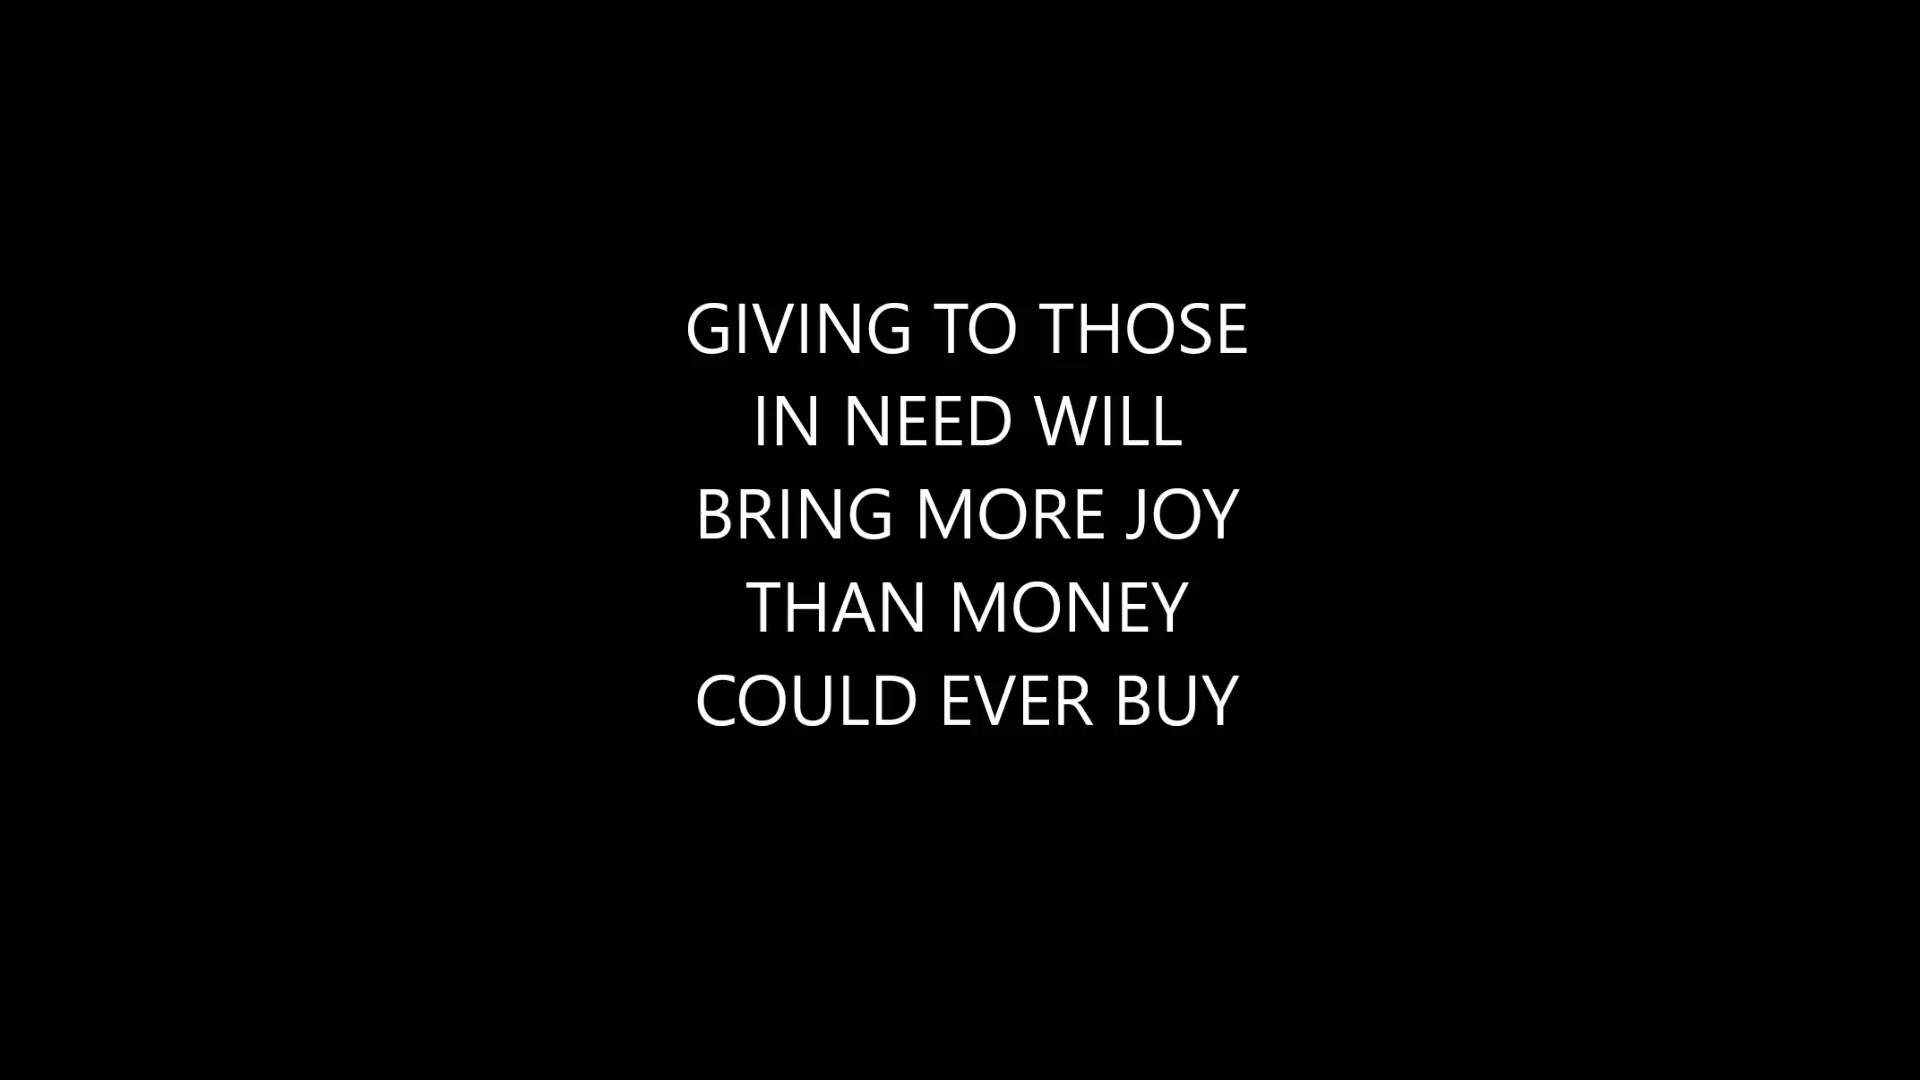 GIVING TO THOSE
IN NEED WILL
BRING MORE JOY
THAN MONEY
COULD EVER BUY